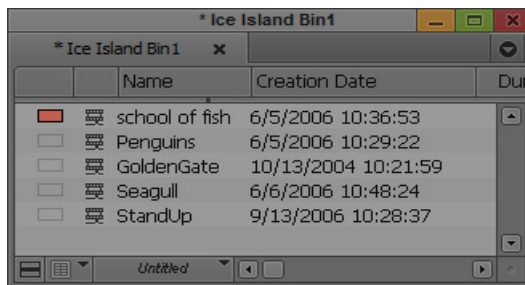 * Ice Island Bin1
* Ice Island Bin1 x
Name Creation Date Dur
school of fish 6/5/2006 10:36:53
Penguins 6/5/2006 10:29:22
GoldenGate 10/13/2004 10:21:59
Seagull 6/6/2006 10:48:24
StandUp 9/13/2006 10:28:37
Untitled